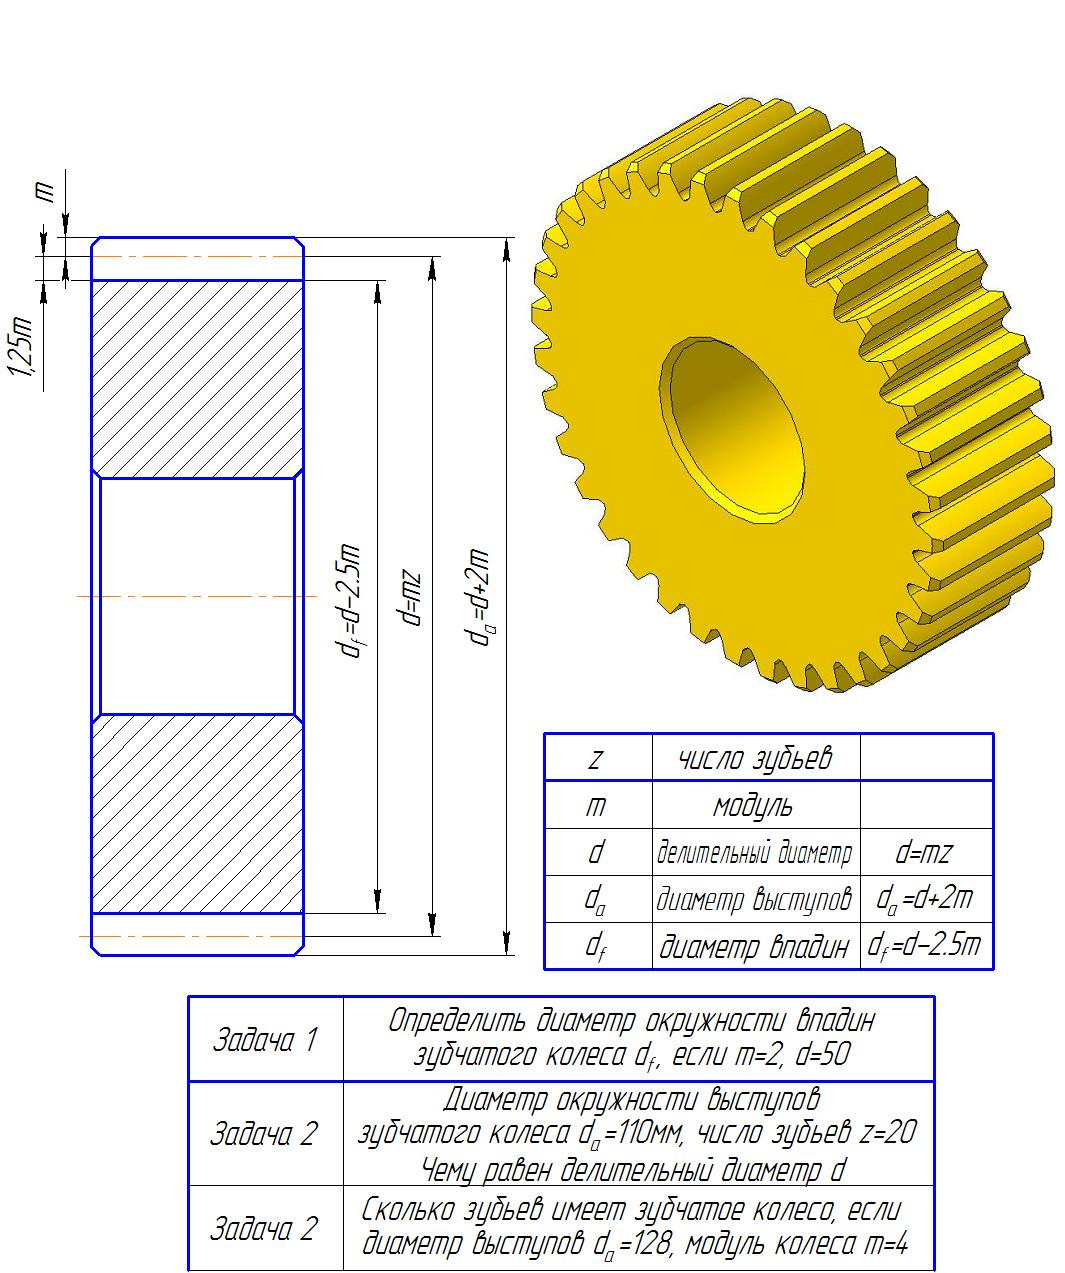 m
1,25m
df=d-2.5m
d=mz
da=d+2m
z число зубьев
m модуль
d делительный диаметр d=mz
da диаметр выступов da=d+2m
df диаметр впадин df=d-2.5m
Задача 1
Определить диаметр окружности впадин
зубчатого колеса df, если m=2, d=50
Задача 2
Диаметр окружности выступов
зубчатого колеса da=110мм, число зубьев z=20
Чему равен делительный диаметр d
Задача 2
Сколько зубьев имеет зубчатое колесо, если
диаметр выступов da=128, модуль колеса m=4